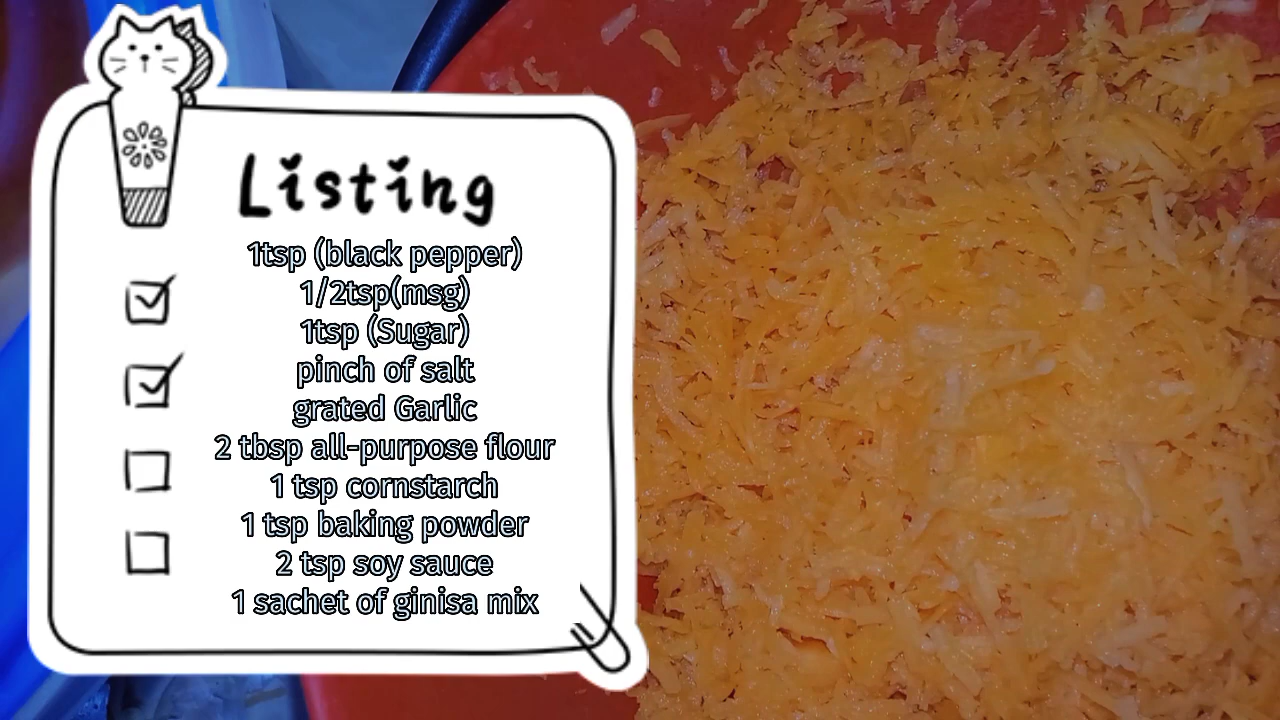 Listing
1tsp (black pepper)
1/2tsp(msg)
1tsp (Sugar)
pinch of salt
grated Garlic
2 tbsp all-purpose flour
1 tsp cornstarch
1 tsp baking powder
2 tsp soy sauce
1 sachet of ginisa mix